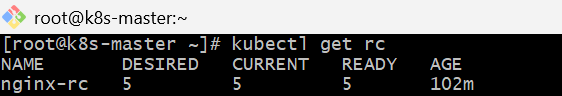 root@k8s-master:~
[root@k8s-master ~]# kubectl get rc
NAME DESIRED CURRENT READY AGE
nginx-rc 5 5 5 102m